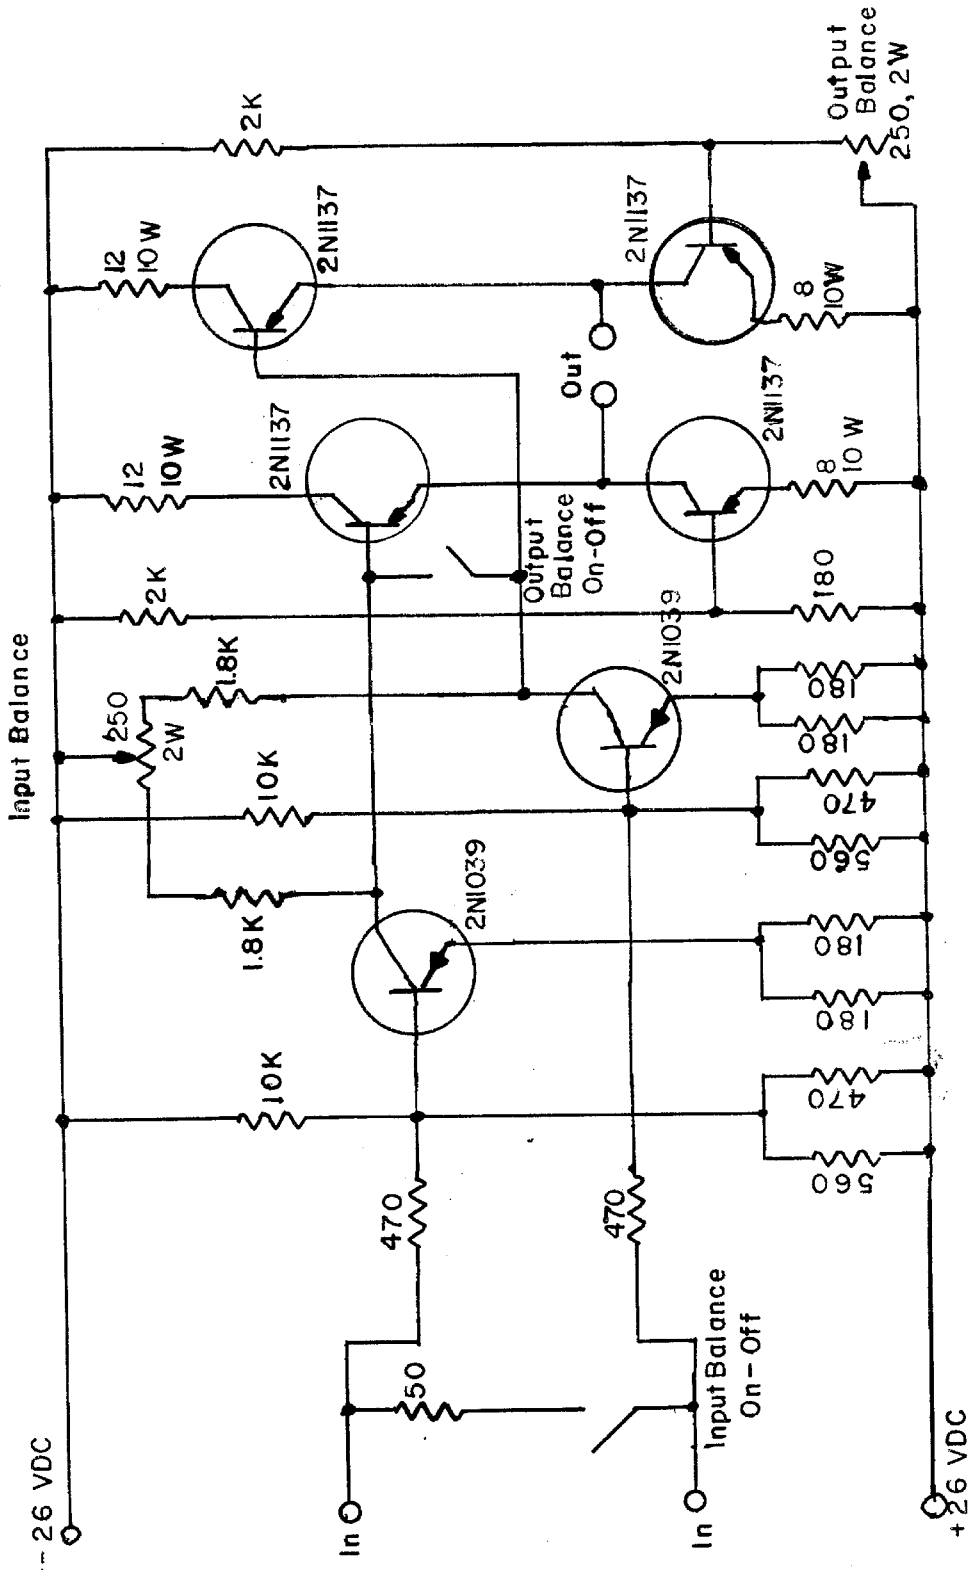 -26 VDC
In
In
+26 VDC
50
Input Balance
On-Off
470
470
10K
560
470
180
180
2N1039
1.8K
10K
560
470
180
180
2N1039
Input Balance
250
2W
1.8K
2K
180
Output
Balance
On-Off
12
10W
2N1137
2N1137
8
10W
Out
12
10W
2N1137
2N1137
8
10W
2K
Output
Balance
250, 2W